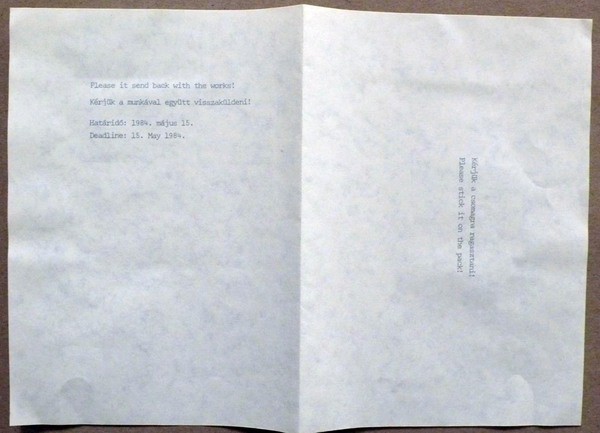 Please it send back with the works!
Kérjük a munkával együtt visszaküldeni!
Határidő: 1984. május 15.
Deadline: 15. May 1984.
Kérjük a csomagra ragasztani!
Please stick it on the pack!